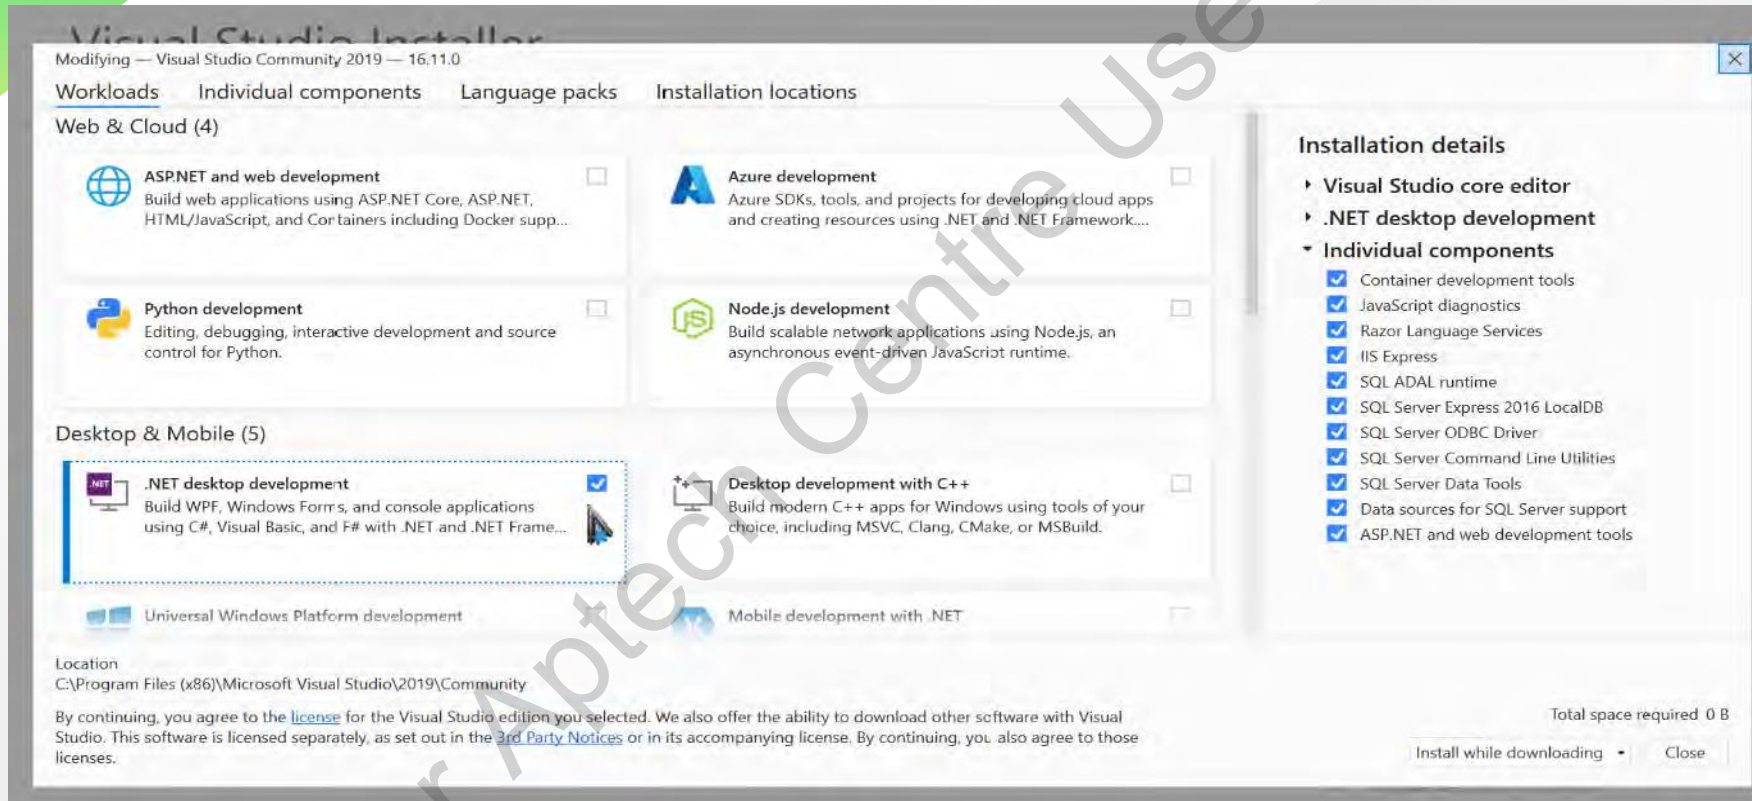 Visual Studio Installer
Modifying — Visual Studio Community 2019 — 16.11.0
Workloads Individual components Language packs Installation locations
Web & Cloud (4)
ASP.NET and web development
Build web applications using ASP.NET Core, ASP.NET,
HTML/JavaScript, and Containers including Docker supp...
Azure development
Azure SDKs, tools, and projects for developing cloud apps
and creating resources using .NET and .NET Framework....
Python development
Editing, debugging, interactive development and source
control for Python.
Node.js development
Build scalable network applications using Node.js, an
asynchronous event-driven JavaScript runtime.
Desktop & Mobile (5)
.NET
.NET desktop development
Build WPF, Windows Forms, and console applications
using C#, Visual Basic, and F# with .NET and .NET Frame...
Desktop development with C++
Build modern C++ apps for Windows using tools of your
choice, including MSVC, Clang, CMake, or MSBuild.
Universal Windows Platform development
Mobile development with .NET
Location
C:\Program Files (x86)\Microsoft Visual Studio\2019\Community
By continuing, you agree to the license for the Visual Studio edition you selected. We also offer the ability to download other software with Visual
Studio. This software is licensed separately, as set out in the 3rd Party Notices or in its accompanying license. By continuing, you also agree to those
licenses.
Installation details
Visual Studio core editor
.NET desktop development
Individual components
Container development tools
JavaScript diagnostics
Razor Language Services
IIS Express
SQL ADAL runtime
SQL Server Express 2016 LocalDB
SQL Server ODBC Driver
SQL Server Command Line Utilities
SQL Server Data Tools
Data sources for SQL Server support
ASP.NET and web development tools
Total space required 0 B
Install while downloading Close
r Aptech Centre Use